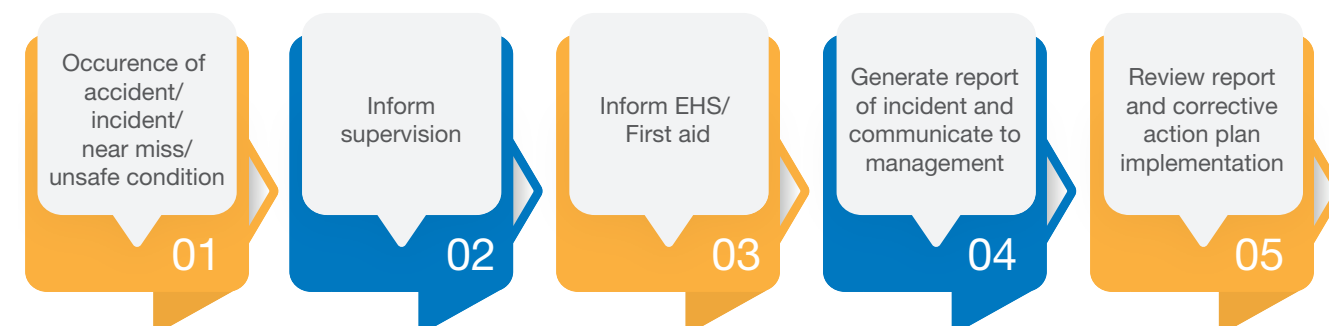 Occurence of
accident/
incident/
near miss/
unsafe condition
01
Inform
supervision
02
Inform EHS/
First aid
03
Generate report
of incident and
communicate to
management
04
Review report
and corrective
action plan
implementation
05